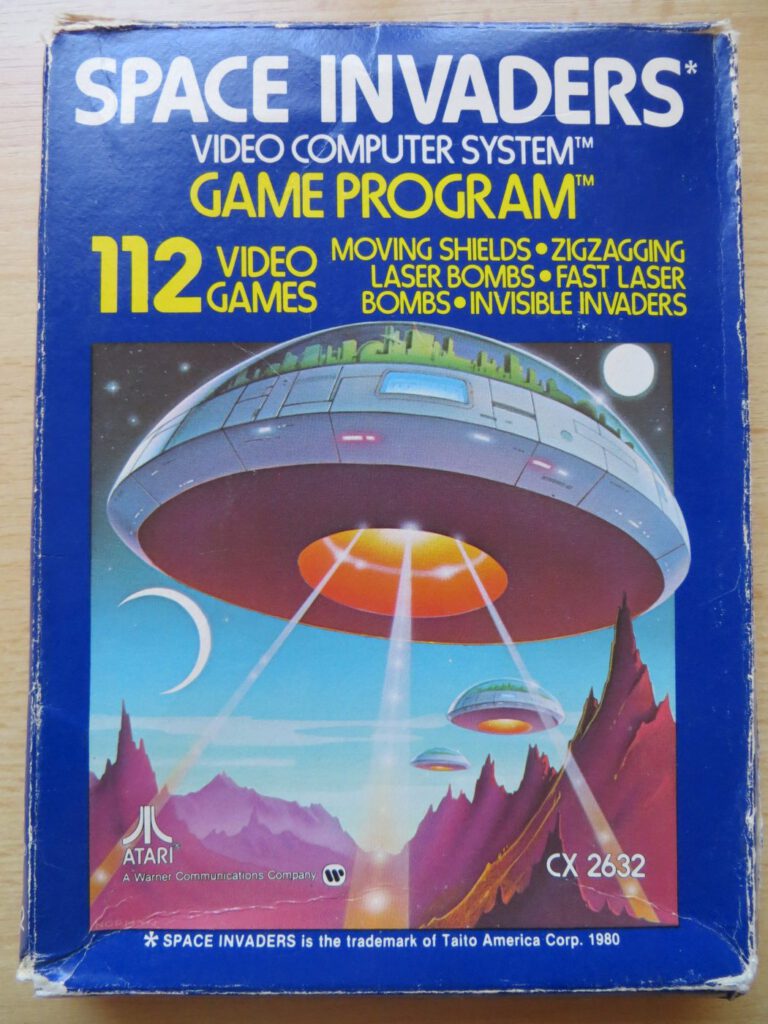 SPACE INVADERS*
VIDEO COMPUTER SYSTEM™
GAME PROGRAM™
112 VIDEO GAMES
MOVING SHIELDS • ZIGZAGGING
LASER BOMBS • FAST LASER
BOMBS • INVISIBLE INVADERS
ATARI®
A Warner Communications Company
CX 2632
* SPACE INVADERS is the trademark of Taito America Corp. 1980